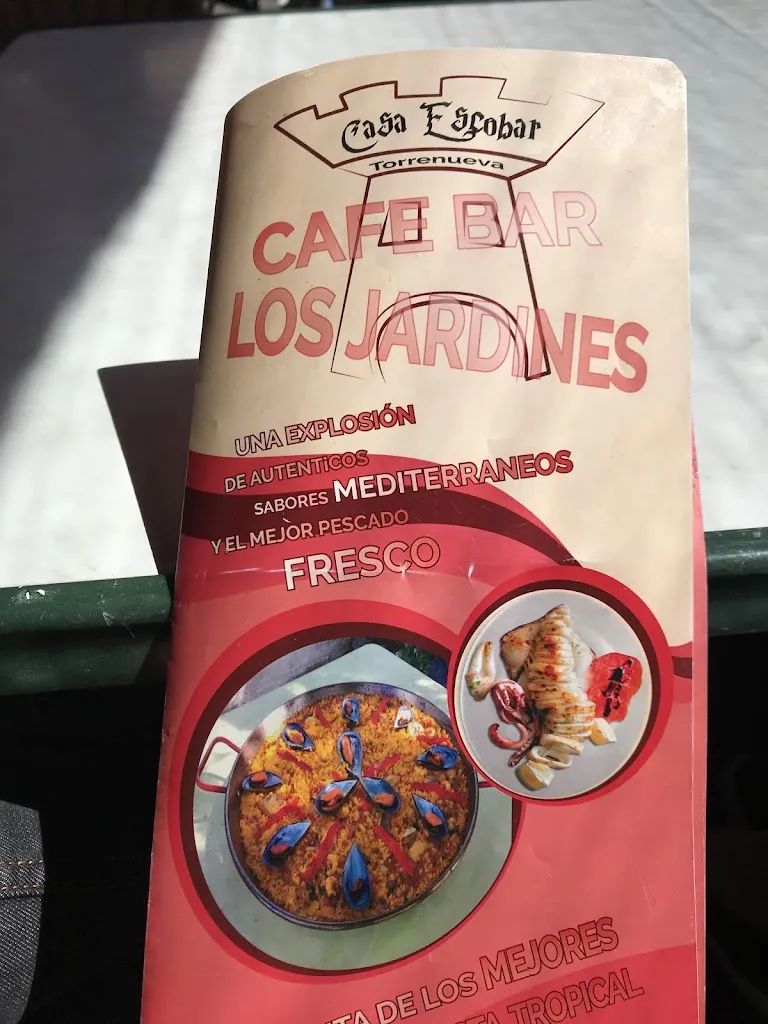 Casa Escobar
Torrenueva
CAFE BAR
LOS JARDINES
UNA EXPLOSIÓN
DE AUTENTiCOS
SABORES MEDITERRANEOS
Y EL MEJOR PESCADO
FRESCO
DE LOS MEJORES
TROPICAL